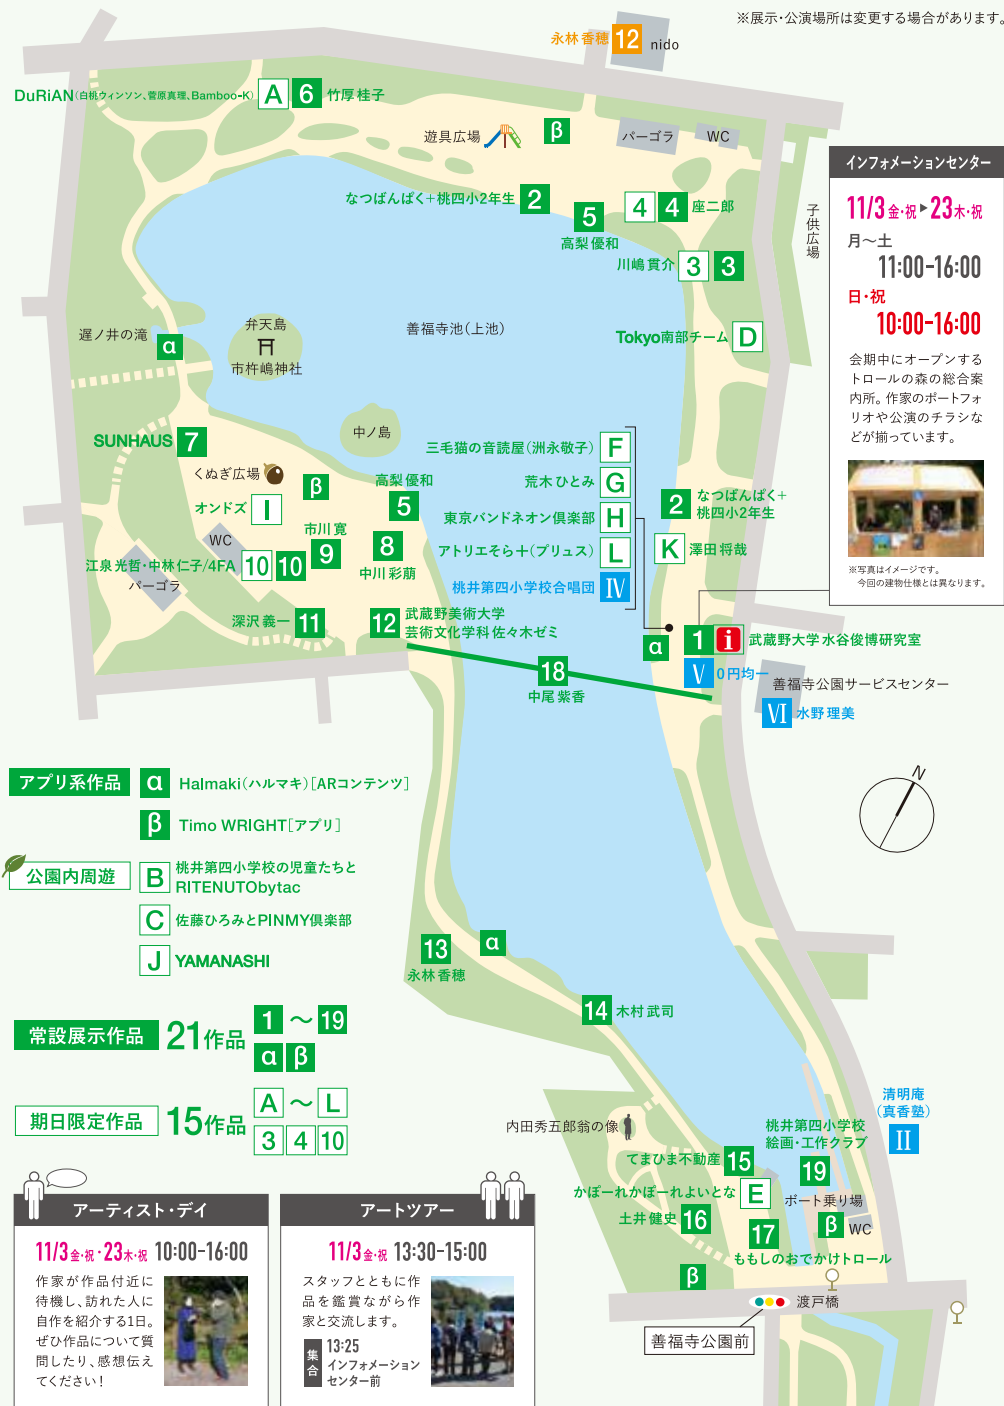 ※展示・公演場所は変更する場合があります。
永林香穂 12 nido
DuRiAN(白桃ウィンソン、菅原真理、Bamboo-K) A 6 竹厚桂子
遊具広場
β
パーゴラ
WC
なつぱんぱく+桃四小2年生 2
5
高梨優和
4 4 座二郎
川嶋貫介 3 3
子供広場
遅ノ井の滝
α
弁天島
市杵嶋神社
善福寺池(上池)
Tokyo南部チーム D
中ノ島
SUNHAUS 7
くぬぎ広場
β
オンドズ I
高梨優和
5
市川寛
9
8
中川彩萠
WC
江泉光哲・中林仁子/4FA 10 10
パーゴラ
深沢義一 11
12 武蔵野美術大学
芸術文化学科佐々木ゼミ
三毛猫の音読屋(洲永敬子) F
荒木ひとみ G
東京バンドネオン倶楽部 H
アトリエそら+(プリュス) L
桃井第四小学校合唱団 Ⅳ
2 なつぱんぱく+
桃四小2年生
K 澤田将哉
α
1 i 武蔵野大学水谷俊博研究室
Ⅴ 0円均一
善福寺公園サービスセンター
Ⅵ 水野理美
18
中尾紫香
インフォメーションセンター
11/3金・祝▶23木・祝
月〜土
11:00-16:00
日・祝
10:00-16:00
会期中にオープンする
トロールの森の総合案
内所。作家のポートフォ
リオや公演のチラシな
どが揃っています。
※写真はイメージです。
今回の建物仕様とは異なります。
N
アプリ系作品 α Halmaki(ハルマキ)[ARコンテンツ]
β Timo WRIGHT[アプリ]
公園内周遊 B 桃井第四小学校の児童たちと
RITENUTObytac
C 佐藤ひろみとPINMY倶楽部
J YAMANASHI
常設展示作品 21作品 1 〜 19
α β
期日限定作品 15作品 A 〜 L
3 4 10
13
永林香穂
α
14 木村武司
清明庵
(真香塾)
Ⅱ
内田秀五郎翁の像
桃井第四小学校
絵画・工作クラブ
19
てまひま不動産 15
かぽーれかぽーれよいとな E
土井健史 16
17
ももしのおでかけトロール
ボート乗り場
β WC
β
渡戸橋
善福寺公園前
アーティスト・デイ
11/3金・祝・23木・祝 10:00-16:00
作家が作品付近に
待機し、訪れた人に
自作を紹介する1日。
ぜひ作品について質
問したり、感想伝え
てください!
アートツアー
11/3金・祝 13:30-15:00
スタッフとともに作
品を鑑賞ながら作
家と交流します。
集合 13:25
インフォメーション
センター前